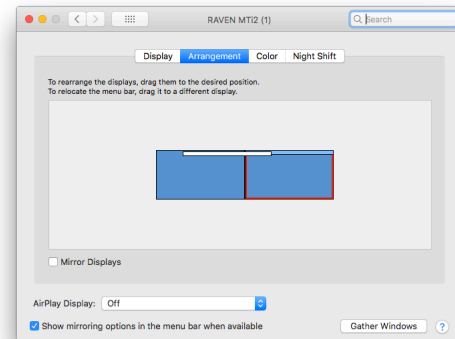 RAVEN MTi2 (1)
Search
Display Arrangement Color Night Shift
To rearrange the displays, drag them to the desired position.
To relocate the menu bar, drag it to a different display.
Mirror Displays
AirPlay Display: Off
Show mirroring options in the menu bar when available
Gather Windows ?